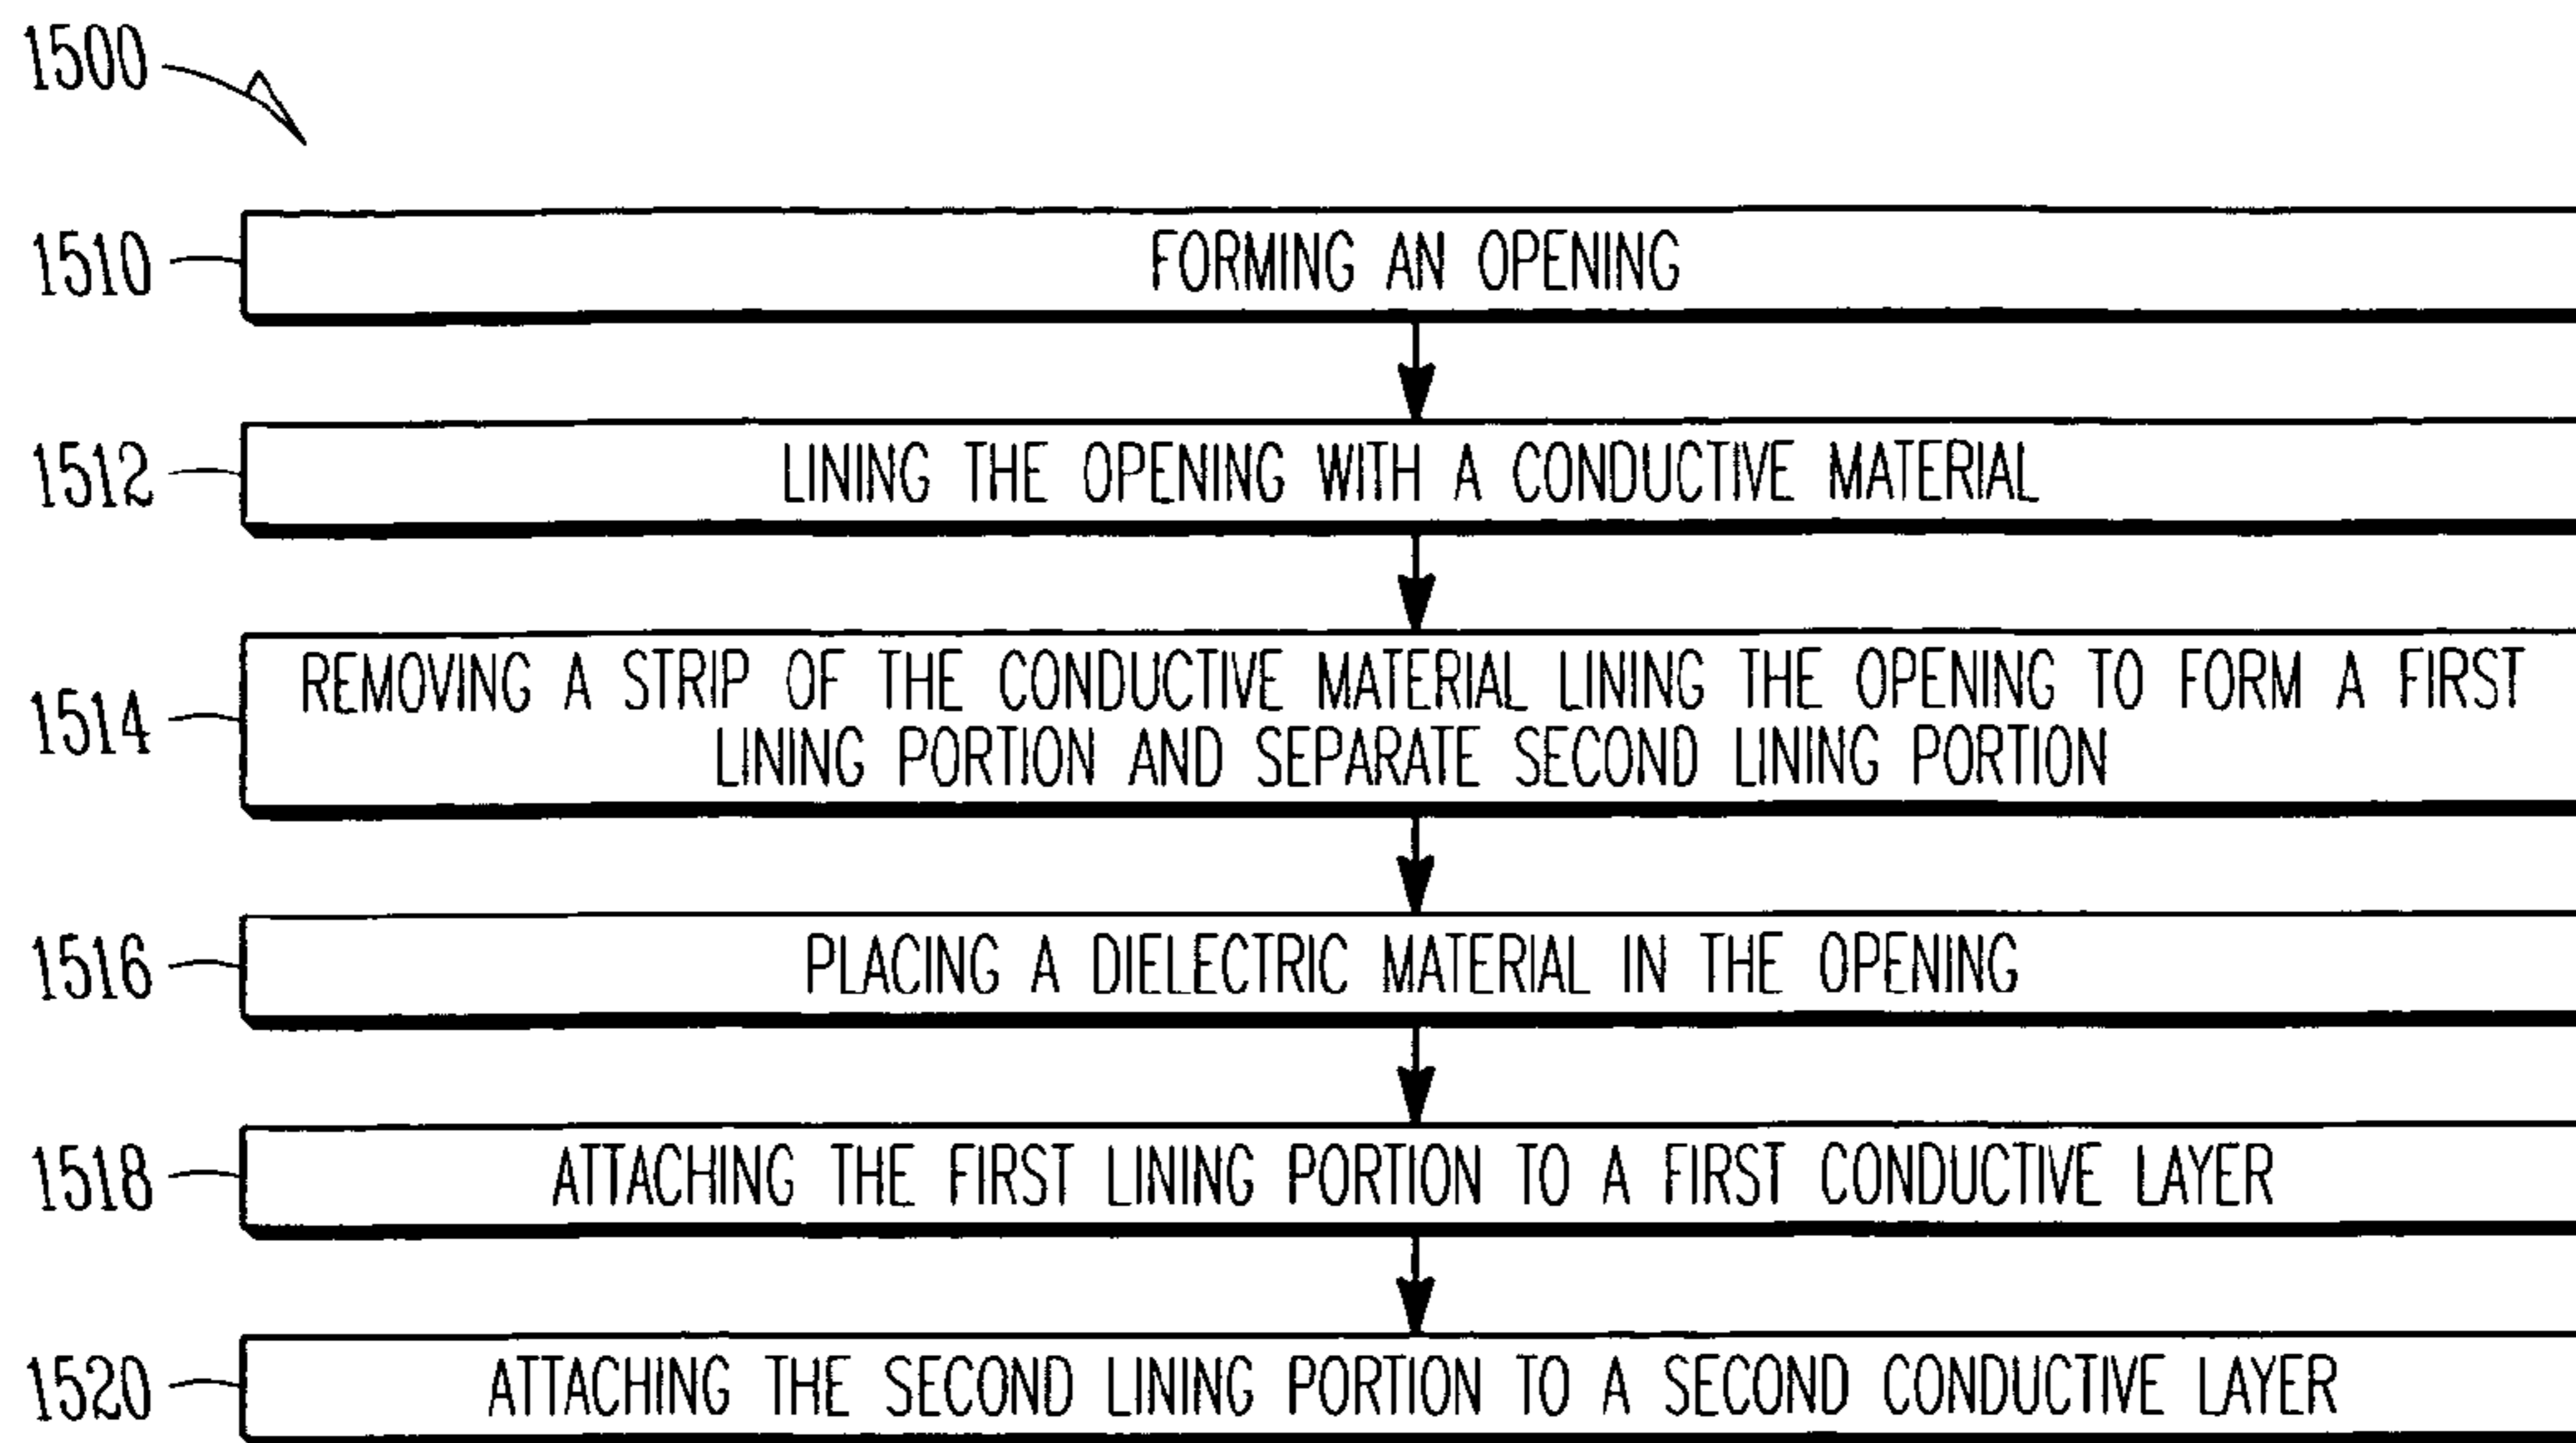 1500
1510
FORMING AN OPENING
1512
LINING THE OPENING WITH A CONDUCTIVE MATERIAL
1514
REMOVING A STRIP OF THE CONDUCTIVE MATERIAL LINING THE OPENING TO FORM A FIRST
LINING PORTION AND SEPARATE SECOND LINING PORTION
1516
PLACING A DIELECTRIC MATERIAL IN THE OPENING
1518
ATTACHING THE FIRST LINING PORTION TO A FIRST CONDUCTIVE LAYER
1520
ATTACHING THE SECOND LINING PORTION TO A SECOND CONDUCTIVE LAYER